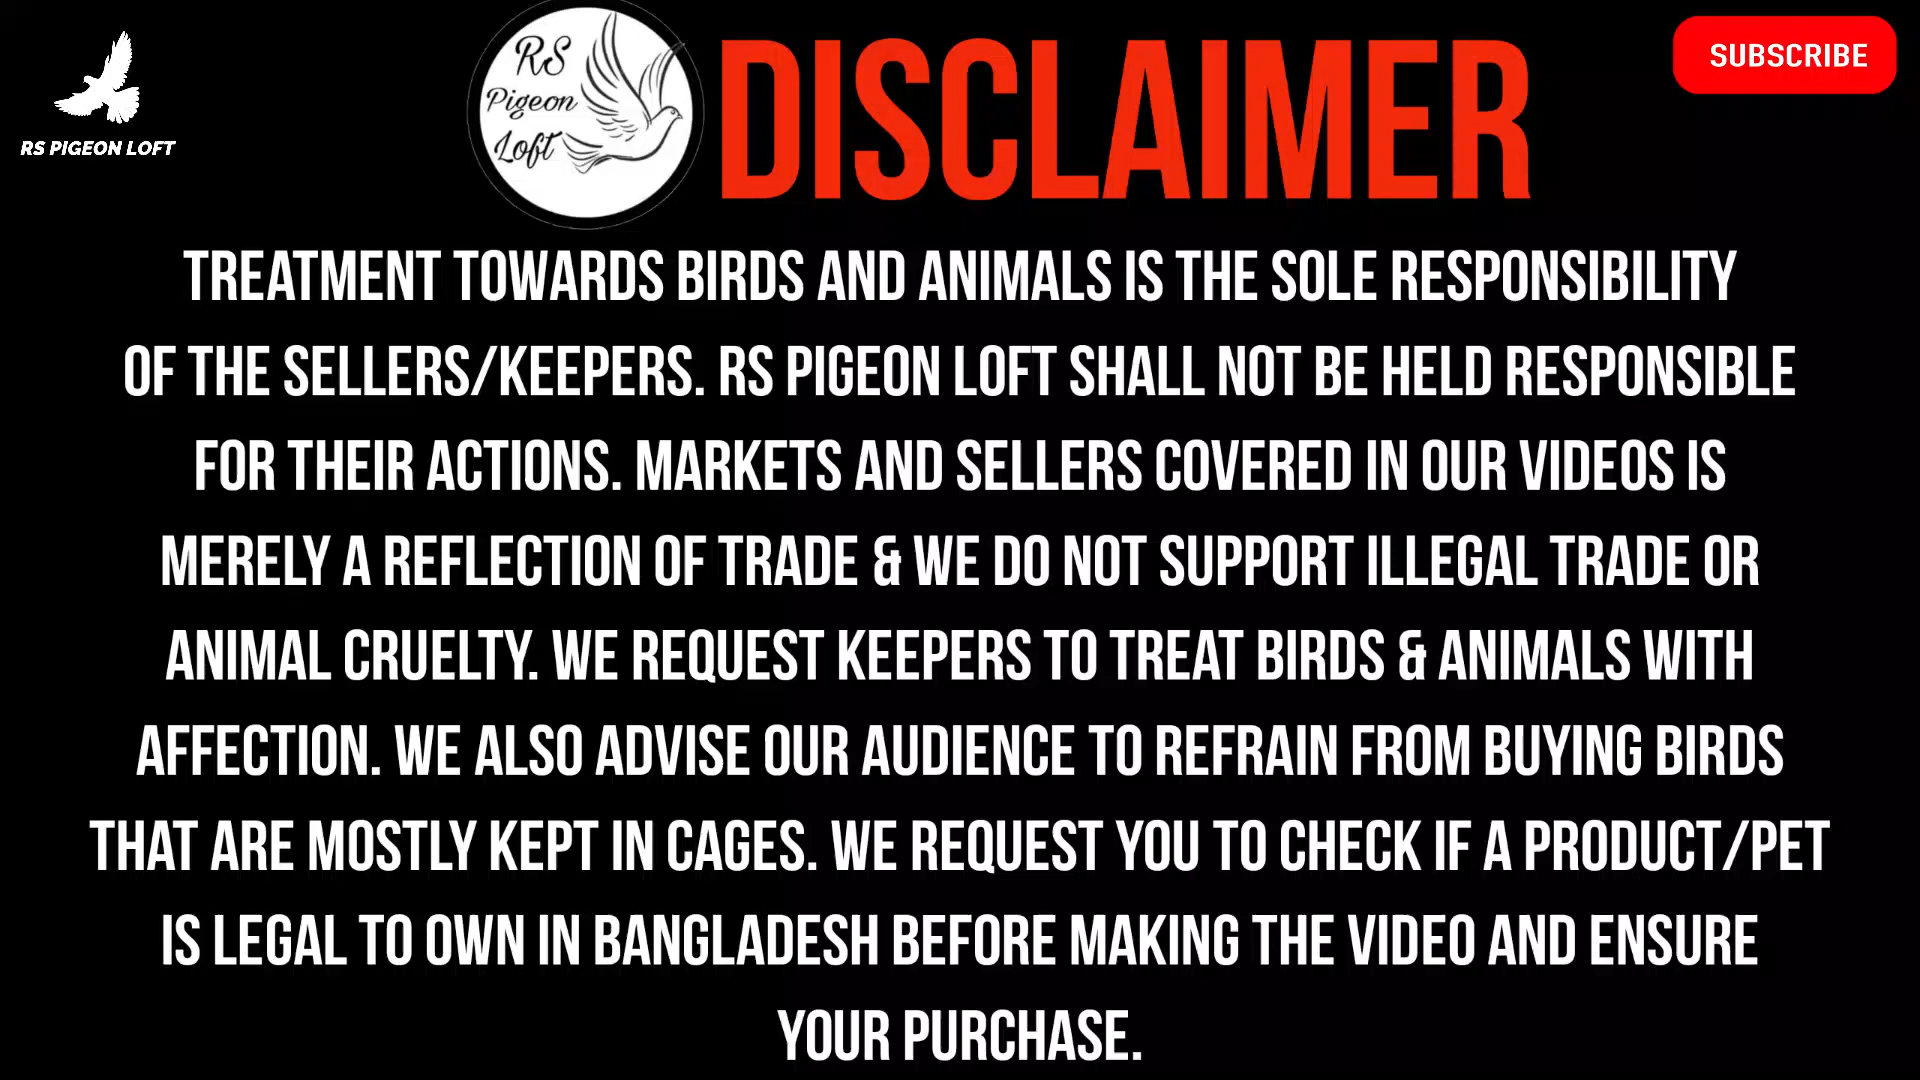 RS PIGEON LOFT
RS
Pigeon
Loft
DISCLAIMER
SUBSCRIBE
TREATMENT TOWARDS BIRDS AND ANIMALS IS THE SOLE RESPONSIBILITY
OF THE SELLERS/KEEPERS. RS PIGEON LOFT SHALL NOT BE HELD RESPONSIBLE
FOR THEIR ACTIONS. MARKETS AND SELLERS COVERED IN OUR VIDEOS IS
MERELY A REFLECTION OF TRADE & WE DO NOT SUPPORT ILLEGAL TRADE OR
ANIMAL CRUELTY. WE REQUEST KEEPERS TO TREAT BIRDS & ANIMALS WITH
AFFECTION. WE ALSO ADVISE OUR AUDIENCE TO REFRAIN FROM BUYING BIRDS
THAT ARE MOSTLY KEPT IN CAGES. WE REQUEST YOU TO CHECK IF A PRODUCT/PET
IS LEGAL TO OWN IN BANGLADESH BEFORE MAKING THE VIDEO AND ENSURE
YOUR PURCHASE.